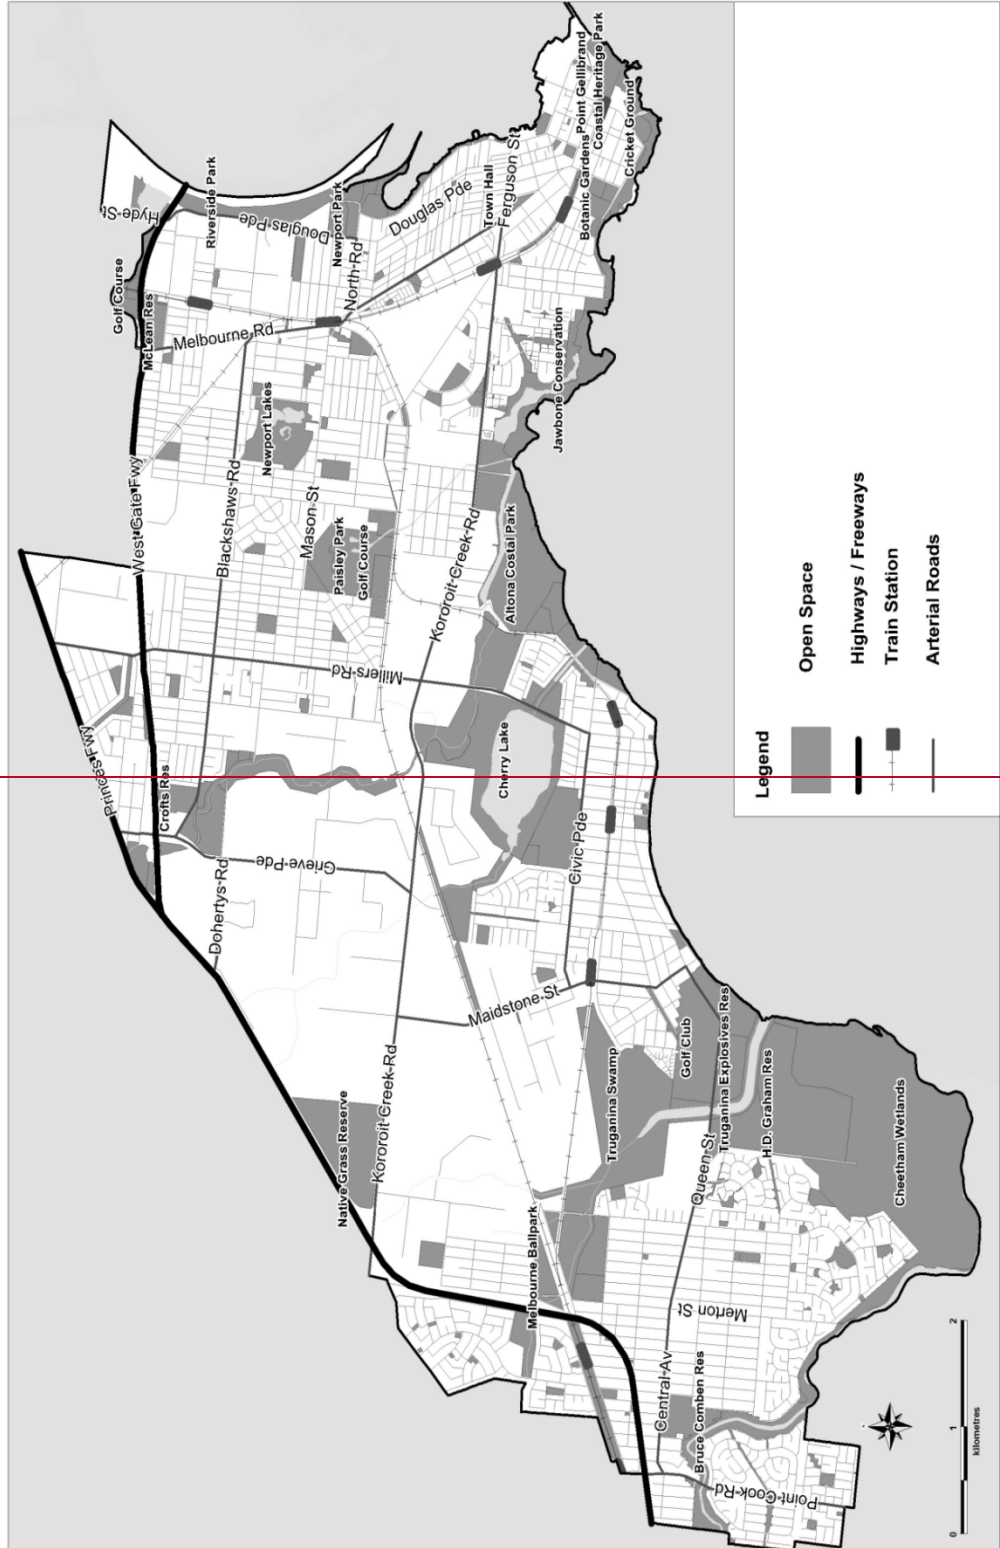 Hyde-St
Riverside Park
Douglas Pde
Newport Park
North-Rd
Douglas Pde
Town Hall
Ferguson St
Botanic Gardens
Point Gellibrand
Coastal Heritage Park
Cricket Ground
Golf Course
McLean Res
Melbourne Rd
Newport Lakes
Jawbone Conservation
West-Gate-Fwy
Blackshaws-Rd
Mason-St
Paisley Park
Golf Course
Kororoit-Creek-Rd
Altona Costal Park
Millers-Rd
Princes Fwy
Crofts Res
Cherry Lake
Grieve-Pde
Civic-Pde
Dohertys-Rd
Maidstone-St
Kororoit-Creek-Rd
Native Grass Reserve
Truganina Swamp
Golf Club
Truganina Explosives Res
H.D. Graham Res
Cheetham Wetlands
Queen-St
Melbourne Ballpark
Merton St
Central-Av
Bruce Comben Res
Point-Cook-Rd
Legend
Open Space
Highways / Freeways
Train Station
Arterial Roads
0 1 2
kilometres